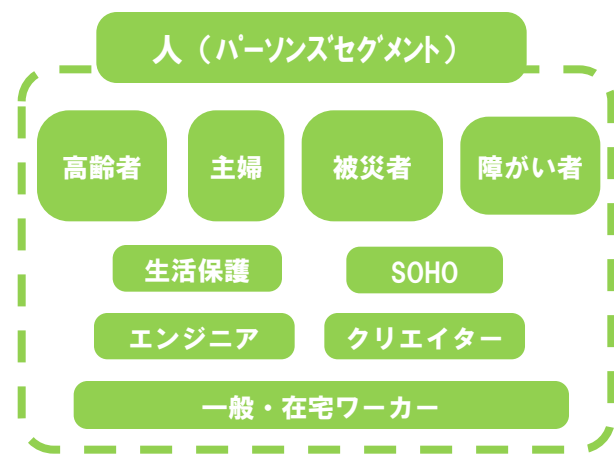 人（ﾊﾟｰｿﾝｽﾞｾｸﾞﾒﾝﾄ）
高齢者 主婦 被災者 障がい者
生活保護 SOHO
エンジニア クリエイター
一般・在宅ワーカー